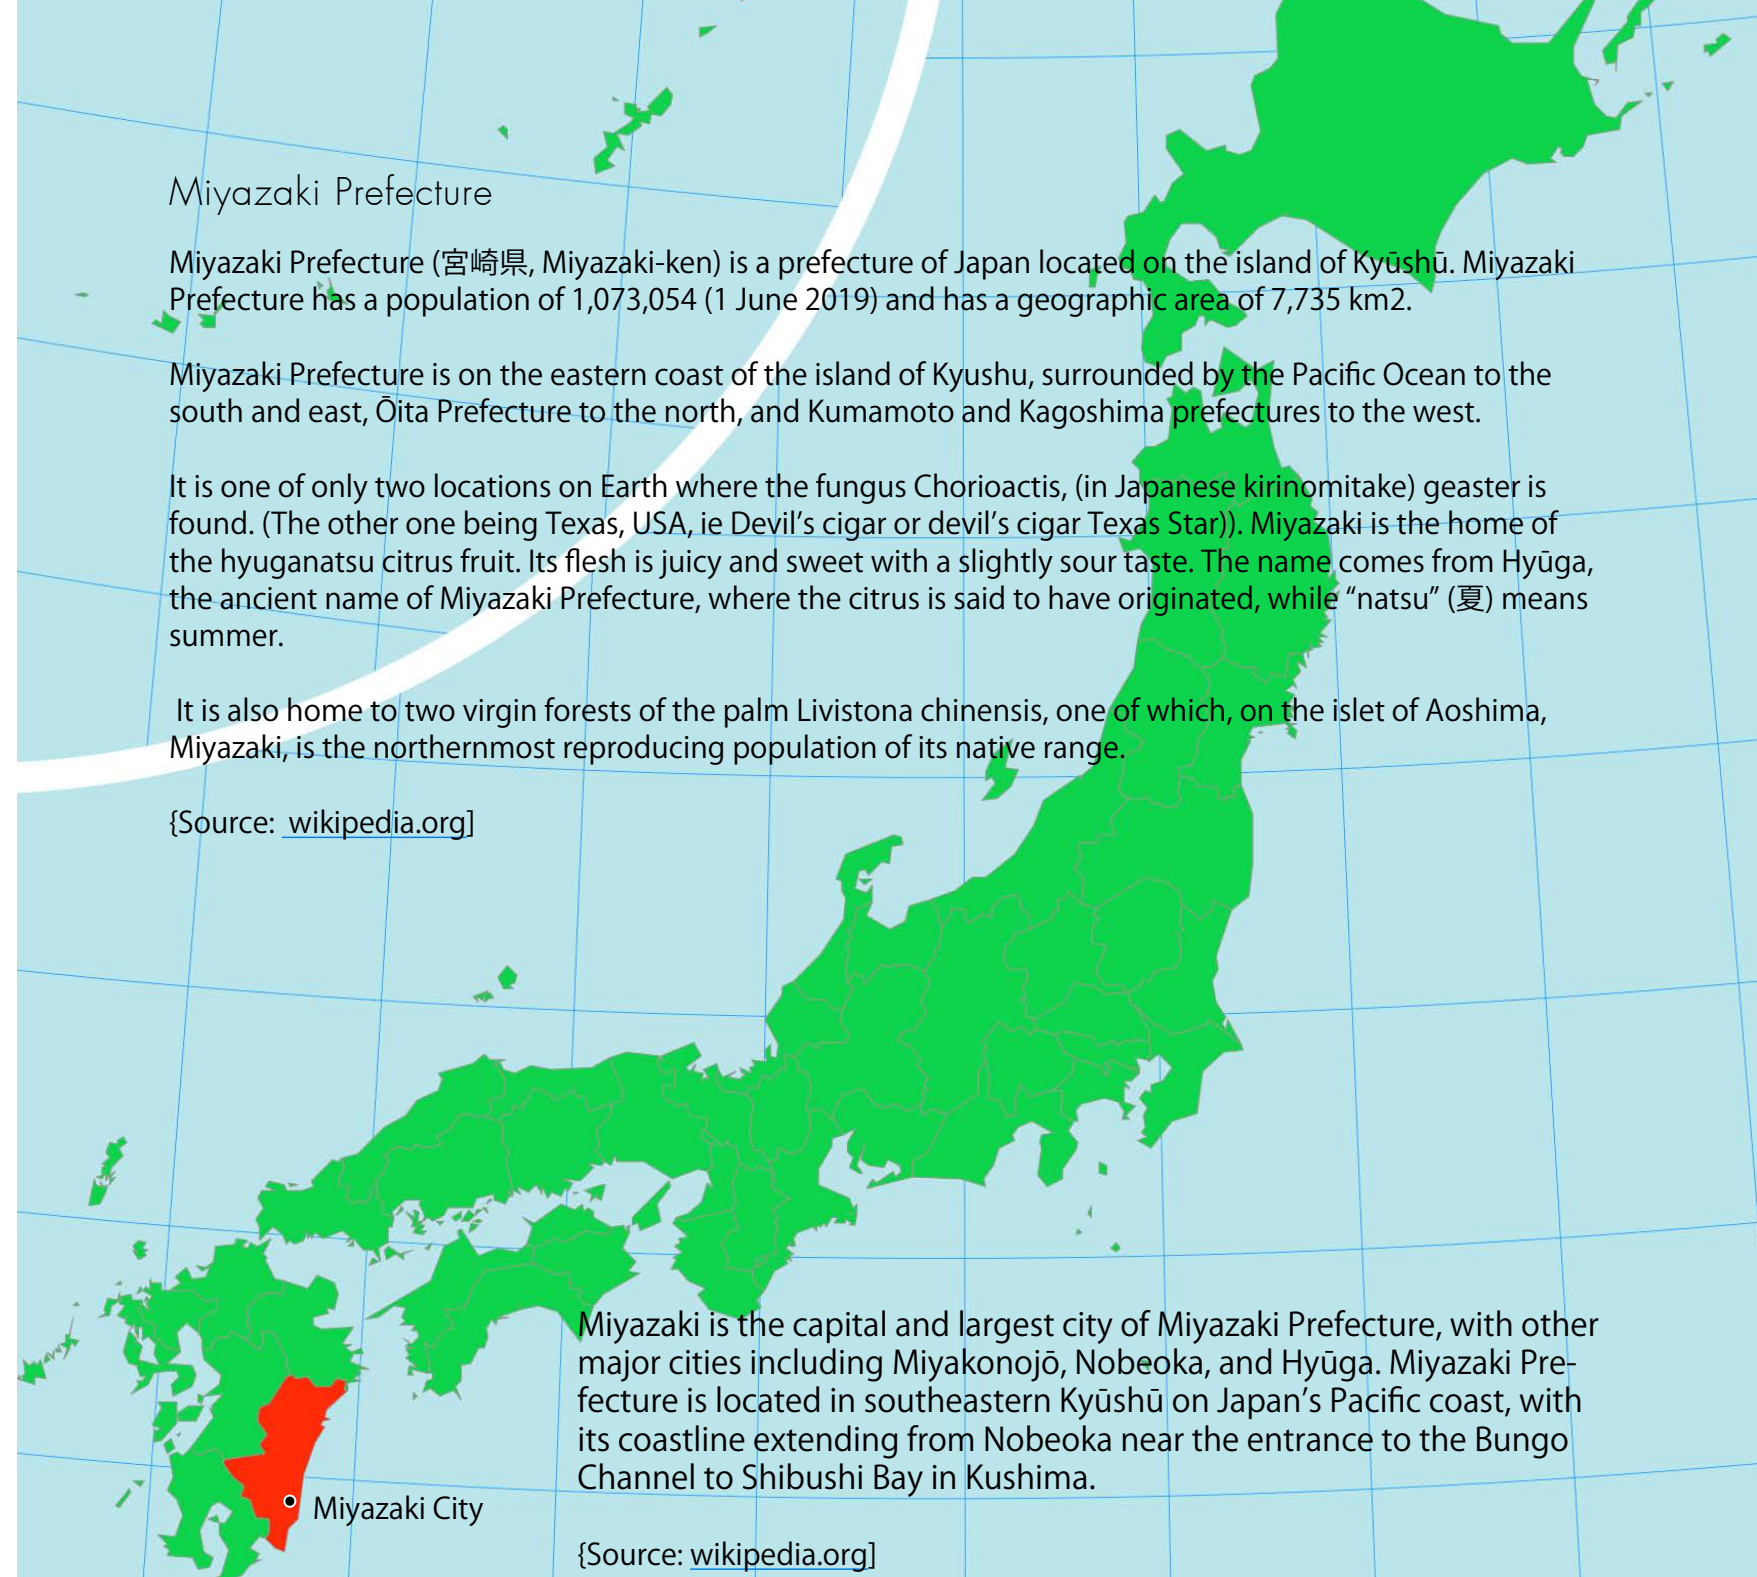 Miyazaki Prefecture
Miyazaki Prefecture (宮崎県, Miyazaki-ken) is a prefecture of Japan located on the island of Kyūshū. Miyazaki
Prefecture has a population of 1,073,054 (1 June 2019) and has a geographic area of 7,735 km2.
Miyazaki Prefecture is on the eastern coast of the island of Kyushu, surrounded by the Pacific Ocean to the
south and east, Ōita Prefecture to the north, and Kumamoto and Kagoshima prefectures to the west.
It is one of only two locations on Earth where the fungus Chorioactis, (in Japanese kirinomitake) geaster is
found. (The other one being Texas, USA, ie Devil’s cigar or devil’s cigar Texas Star)). Miyazaki is the home of
the hyuganatsu citrus fruit. Its flesh is juicy and sweet with a slightly sour taste. The name comes from Hyūga,
the ancient name of Miyazaki Prefecture, where the citrus is said to have originated, while “natsu” (夏) means
summer.
It is also home to two virgin forests of the palm Livistona chinensis, one of which, on the islet of Aoshima,
Miyazaki, is the northernmost reproducing population of its native range.
{Source: wikipedia.org]
Miyazaki is the capital and largest city of Miyazaki Prefecture, with other
major cities including Miyakonojō, Nobeoka, and Hyūga. Miyazaki Pre-
fecture is located in southeastern Kyūshū on Japan’s Pacific coast, with
its coastline extending from Nobeoka near the entrance to the Bungo
Channel to Shibushi Bay in Kushima.
Miyazaki City
{Source: wikipedia.org]